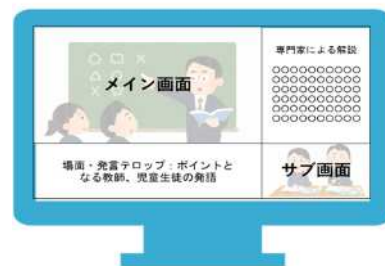 メイン画面
専門家による解説
○○○○○○○○○○
○○○○○○○○○○
○○○○○○○○○○
○○○○○○○○○○
○○○○○○○○○○
○○○○○○○○○○
場面・発言テロップ：ポイントと
なる教師、児童生徒の発話
サブ画面